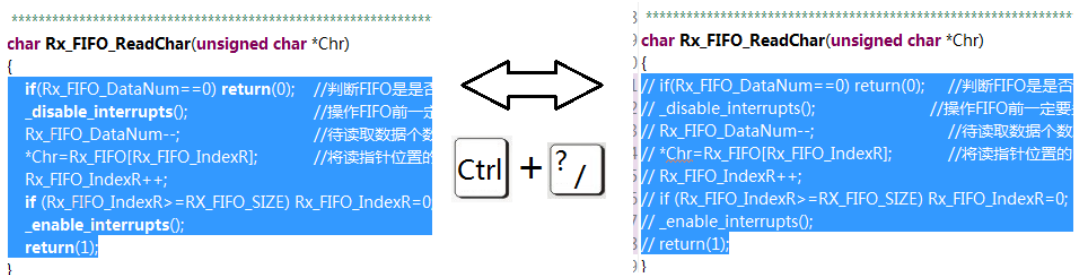 ******************************************************************
char Rx_FIFO_ReadChar(unsigned char *Chr)
{
if(Rx_FIFO_DataNum==0) return(0); //判断FIFO是是否
_disable_interrupts(); //操作FIFO前一定
Rx_FIFO_DataNum--; //待读取数据个数
*Chr=Rx_FIFO[Rx_FIFO_IndexR]; //将读指针位置的
Rx_FIFO_IndexR++;
if (Rx_FIFO_IndexR>=RX_FIFO_SIZE) Rx_FIFO_IndexR=0;
_enable_interrupts();
return(1);
}
Ctrl + ? /
******************************************************************
char Rx_FIFO_ReadChar(unsigned char *Chr)
{
// if(Rx_FIFO_DataNum==0) return(0); //判断FIFO是是否
// _disable_interrupts(); //操作FIFO前一定要
// Rx_FIFO_DataNum--; //待读取数据个数
// *Chr=Rx_FIFO[Rx_FIFO_IndexR]; //将读指针位置的
// Rx_FIFO_IndexR++;
// if (Rx_FIFO_IndexR>=RX_FIFO_SIZE) Rx_FIFO_IndexR=0;
// _enable_interrupts();
// return(1);
}